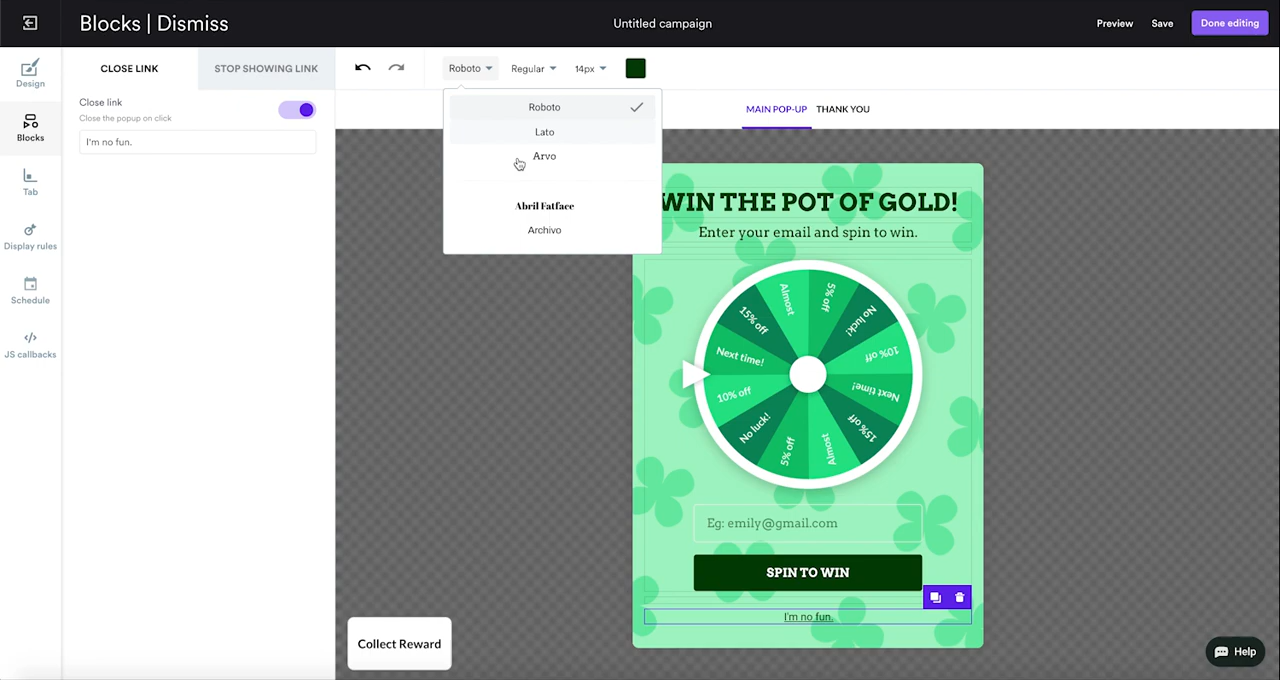 Blocks | Dismiss
Untitled campaign
Preview
Save
Done editing
Design
Blocks
Tab
Display rules
Schedule
JS callbacks
CLOSE LINK
STOP SHOWING LINK
Close link
Close the popup on click
I'm no fun.
Roboto
Regular
14px
Roboto
Lato
Arvo
Abril Fatface
Archivo
MAIN POP-UP
THANK YOU
WIN THE POT OF GOLD!
Enter your email and spin to win.
Almost
5% off
No luck!
10% off
Next time!
15% off
Almost
5% off
No luck!
10% off
Next time!
15% off
Eg: emily@gmail.com
SPIN TO WIN
I'm no fun.
Collect Reward
Help